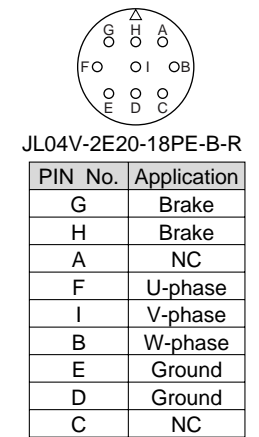 G H A
F I B
E D C
JL04V-2E20-18PE-B-R
PIN No. Application
G Brake
H Brake
A NC
F U-phase
I V-phase
B W-phase
E Ground
D Ground
C NC